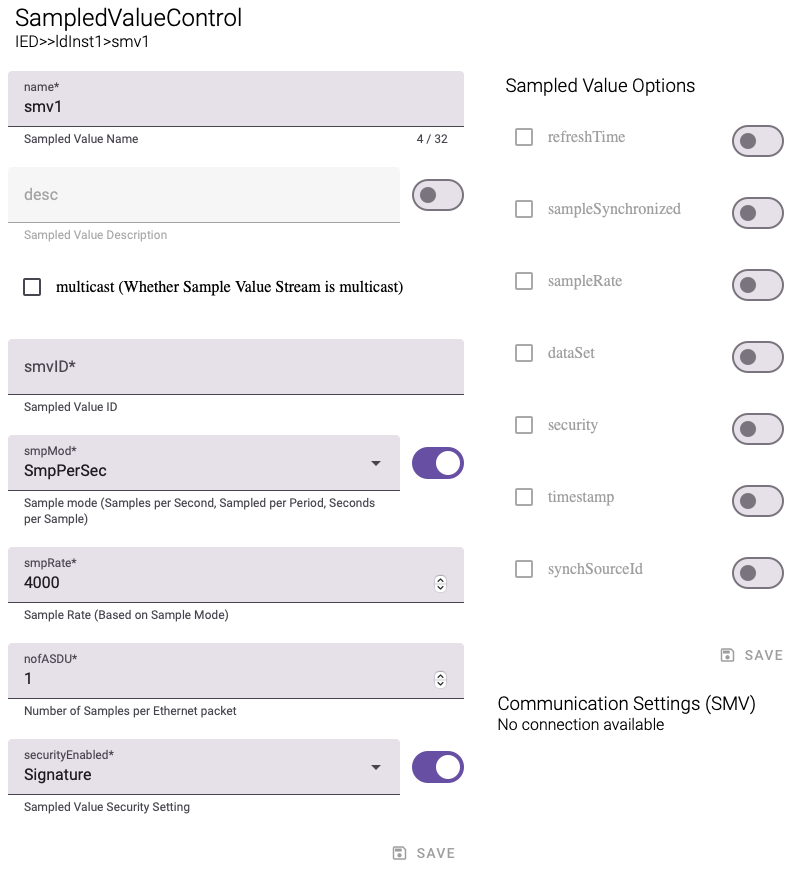 SampledValueControl
IED>>ldInst1>smv1
name*
smv1
Sampled Value Name
4 / 32
desc
Sampled Value Description
multicast (Whether Sample Value Stream is multicast)
smvID*
Sampled Value ID
smpMod*
SmpPerSec
Sample mode (Samples per Second, Sampled per Period, Seconds
per Sample)
smpRate*
4000
Sample Rate (Based on Sample Mode)
nofASDU*
1
Number of Samples per Ethernet packet
securityEnabled*
Signature
Sampled Value Security Setting
SAVE
Sampled Value Options
refreshTime
sampleSynchronized
sampleRate
dataSet
security
timestamp
synchSourceId
SAVE
Communication Settings (SMV)
No connection available